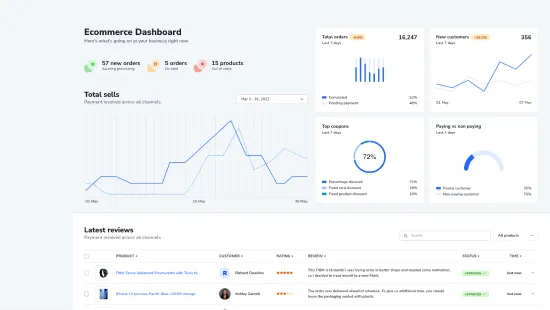 Ecommerce Dashboard
Here's what's going on at your business right now
57 new orders
Awaiting processing
5 orders
On hold
15 products
Out of stock
Total sells
Payment received across all channels
Mar 1 - 31, 2022
01 May
15 May
30 May
Total orders
-6.8%
16,247
Last 7 days
Completed
52%
Pending payment
48%
New customers
+26.5%
356
Last 7 days
01 May
07 May
Top coupons
Last 7 days
72%
Percentage discount
72%
Fixed card discount
18%
Fixed product discount
10%
Paying vs non paying
Last 7 days
Paying customer
30%
Non-paying customer
70%
Latest reviews
Payment received across all channels
Search
All products
PRODUCT
CUSTOMER
RATING
REVIEW
STATUS
TIME
Fitbit Sense Advanced Smartwatch with Tools fo...
R
Richard Dawkins
This Fitbit is fantastic! I was trying to be in better shape and needed some motivation,
so I decided to treat myself to a new Fitbit.
APPROVED
Just now
iPhone 13 pro max-Pacific Blue-128GB storage
Ashley Garrett
The order was delivered ahead of schedule. To give us additional time, you should
leave the packaging sealed with plastic.
APPROVED
Just now